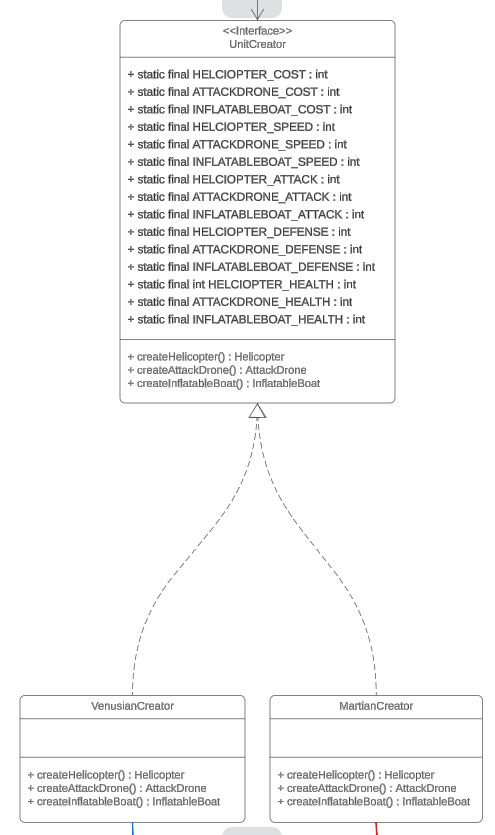 <<Interface>>
UnitCreator
+ static final HELCIOPTER_COST : int
+ static final ATTACKDRONE_COST : int
+ static final INFLATABLEBOAT_COST : int
+ static final HELCIOPTER_SPEED : int
+ static final ATTACKDRONE_SPEED : int
+ static final INFLATABLEBOAT_SPEED : int
+ static final HELCIOPTER_ATTACK : int
+ static final ATTACKDRONE_ATTACK : int
+ static final INFLATABLEBOAT_ATTACK : int
+ static final HELCIOPTER_DEFENSE : int
+ static final ATTACKDRONE_DEFENSE : int
+ static final INFLATABLEBOAT_DEFENSE : int
+ static final int HELCIOPTER_HEALTH : int
+ static final ATTACKDRONE_HEALTH : int
+ static final INFLATABLEBOAT_HEALTH : int
+ createHelicopter() : Helicopter
+ createAttackDrone() : AttackDrone
+ createInflatableBoat() : InflatableBoat
VenusianCreator
+ createHelicopter() : Helicopter
+ createAttackDrone() : AttackDrone
+ createInflatableBoat() : InflatableBoat
MartianCreator
+ createHelicopter() : Helicopter
+ createAttackDrone() : AttackDrone
+ createInflatableBoat() : InflatableBoat